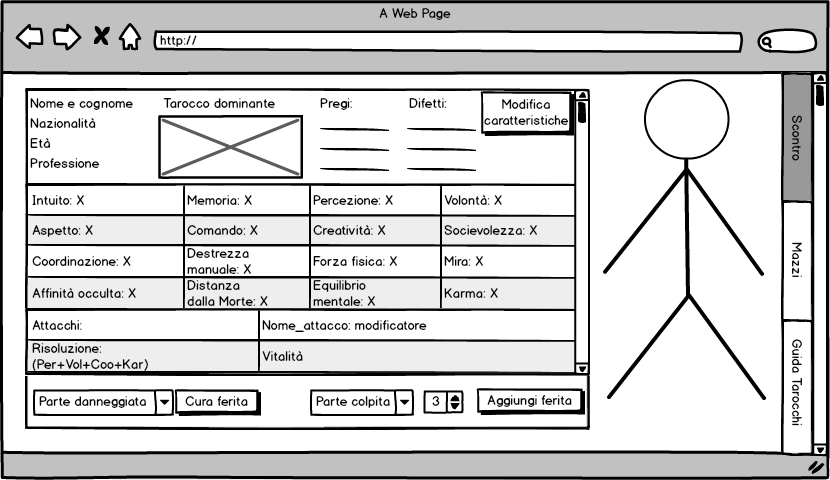 A Web Page
http://
Nome e cognome
Nazionalità
Età
Professione
Tarocco dominante
Pregi:
Difetti:
Modifica
caratteristiche
Intuito: X
Memoria: X
Percezione: X
Volontà: X
Aspetto: X
Comando: X
Creatività: X
Socievolezza: X
Coordinazione: X
Destrezza
manuale: X
Forza fisica: X
Mira: X
Affinità occulta: X
Distanza
dalla Morte: X
Equilibrio
mentale: X
Karma: X
Attacchi:
Nome_attacco: modificatore
Risoluzione:
(Per+Vol+Coo+Kar)
Vitalità
Parte danneggiata
Cura ferita
Parte colpita
3
Aggiungi ferita
Scontro
Mazzi
Guida Tarocchi